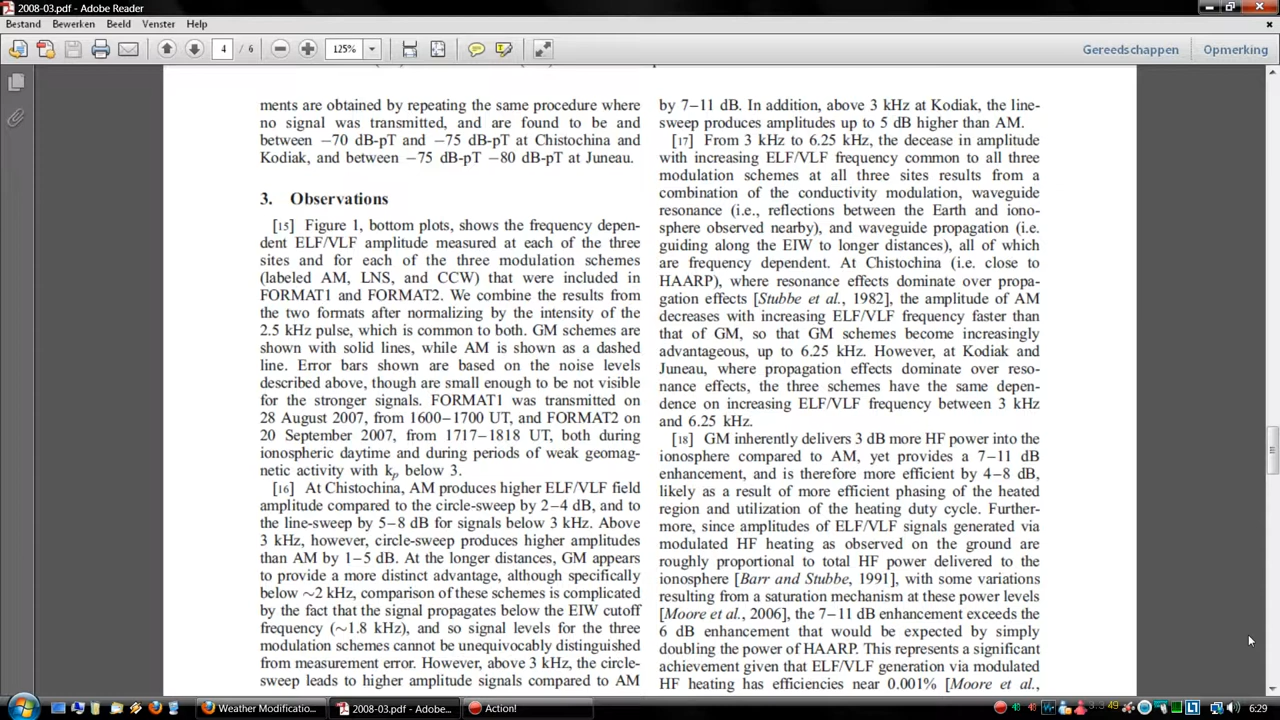 2008-03.pdf - Adobe Reader
Bestand Bewerken Beeld Venster Help
4 / 6 125% Gereedschappen Opmerking
ments are obtained by repeating the same procedure where
no signal was transmitted, and are found to be and
between −70 dB-pT and −75 dB-pT at Chistochina and
Kodiak, and between −75 dB-pT −80 dB-pT at Juneau.
3. Observations
[15] Figure 1, bottom plots, shows the frequency depen-
dent ELF/VLF amplitude measured at each of the three
sites and for each of the three modulation schemes
(labeled AM, LNS, and CCW) that were included in
FORMAT1 and FORMAT2. We combine the results from
the two formats after normalizing by the intensity of the
2.5 kHz pulse, which is common to both. GM schemes are
shown with solid lines, while AM is shown as a dashed
line. Error bars shown are based on the noise levels
described above, though are small enough to be not visible
for the stronger signals. FORMAT1 was transmitted on
28 August 2007, from 1600−1700 UT, and FORMAT2 on
20 September 2007, from 1717−1818 UT, both during
ionospheric daytime and during periods of weak geomag-
netic activity with kp below 3.
[16] At Chistochina, AM produces higher ELF/VLF field
amplitude compared to the circle-sweep by 2−4 dB, and to
the line-sweep by 5−8 dB for signals below 3 kHz. Above
3 kHz, however, circle-sweep produces higher amplitudes
than AM by 1−5 dB. At the longer distances, GM appears
to provide a more distinct advantage, although specifically
below ~2 kHz, comparison of these schemes is complicated
by the fact that the signal propagates below the EIW cutoff
frequency (~1.8 kHz), and so signal levels for the three
modulation schemes cannot be unequivocably distinguished
from measurement error. However, above 3 kHz, the circle-
sweep leads to higher amplitude signals compared to AM
by 7−11 dB. In addition, above 3 kHz at Kodiak, the line-
sweep produces amplitudes up to 5 dB higher than AM.
[17] From 3 kHz to 6.25 kHz, the decease in amplitude
with increasing ELF/VLF frequency common to all three
modulation schemes at all three sites results from a
combination of the conductivity modulation, waveguide
resonance (i.e., reflections between the Earth and iono-
sphere observed nearby), and waveguide propagation (i.e.
guiding along the EIW to longer distances), all of which
are frequency dependent. At Chistochina (i.e. close to
HAARP), where resonance effects dominate over propa-
gation effects [Stubbe et al., 1982], the amplitude of AM
decreases with increasing ELF/VLF frequency faster than
that of GM, so that GM schemes become increasingly
advantageous, up to 6.25 kHz. However, at Kodiak and
Juneau, where propagation effects dominate over reso-
nance effects, the three schemes have the same depen-
dence on increasing ELF/VLF frequency between 3 kHz
and 6.25 kHz.
[18] GM inherently delivers 3 dB more HF power into the
ionosphere compared to AM, yet provides a 7−11 dB
enhancement, and is therefore more efficient by 4−8 dB,
likely as a result of more efficient phasing of the heated
region and utilization of the heating duty cycle. Further-
more, since amplitudes of ELF/VLF signals generated via
modulated HF heating as observed on the ground are
roughly proportional to total HF power delivered to the
ionosphere [Barr and Stubbe, 1991], with some variations
resulting from a saturation mechanism at these power levels
[Moore et al., 2006], the 7−11 dB enhancement exceeds the
6 dB enhancement that would be expected by simply
doubling the power of HAARP. This represents a significant
achievement given that ELF/VLF generation via modulated
HF heating has efficiencies near 0.001% [Moore et al.,
Weather Modificatio... 2008-03.pdf - Adobe... Action! 6:29